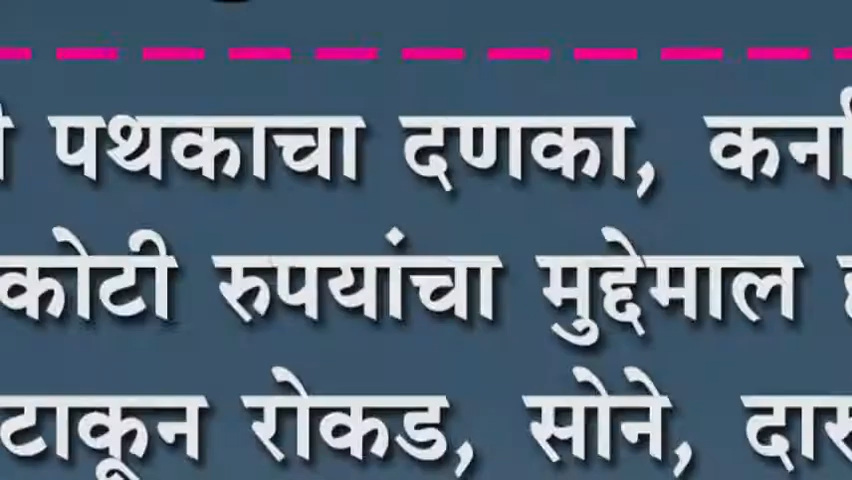 पथकाचा दणका,
कोटी रुपयांचा मुद्देमाल
टाकून रोकड, सोने,